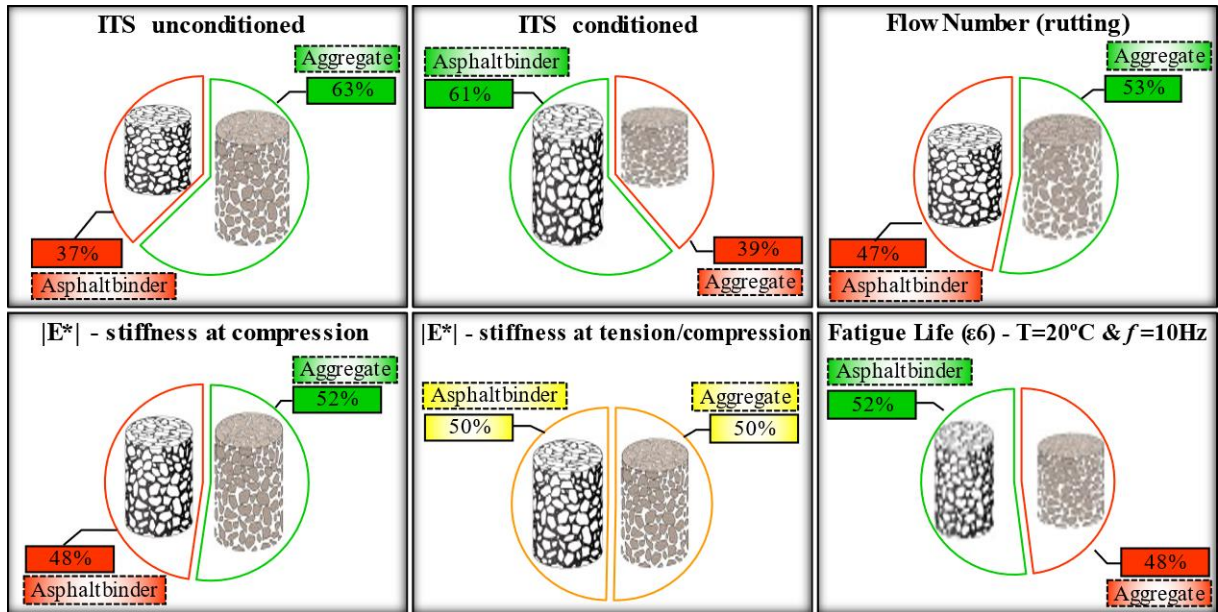 ITS unconditioned
Aggregate
63%
37%
Asphaltbinder
ITS conditioned
Asphaltbinder
61%
39%
Aggregate
Flow Number (rutting)
Aggregate
53%
47%
Asphaltbinder
|E*| - stiffness at compression
Aggregate
52%
48%
Asphaltbinder
|E*| - stiffness at tension/compression
Asphaltbinder
50%
Aggregate
50%
Fatigue Life (ε6) - T=20ºC & f=10Hz
Asphaltbinder
52%
48%
Aggregate